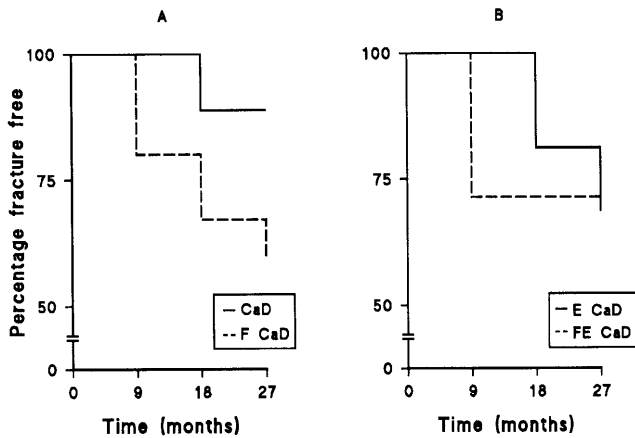 A
B
Percentage fracture free
100
75
50
0
0
9
18
27
Time (months)
CaD
F CaD
100
75
50
0
0
9
18
27
Time (months)
E CaD
FE CaD